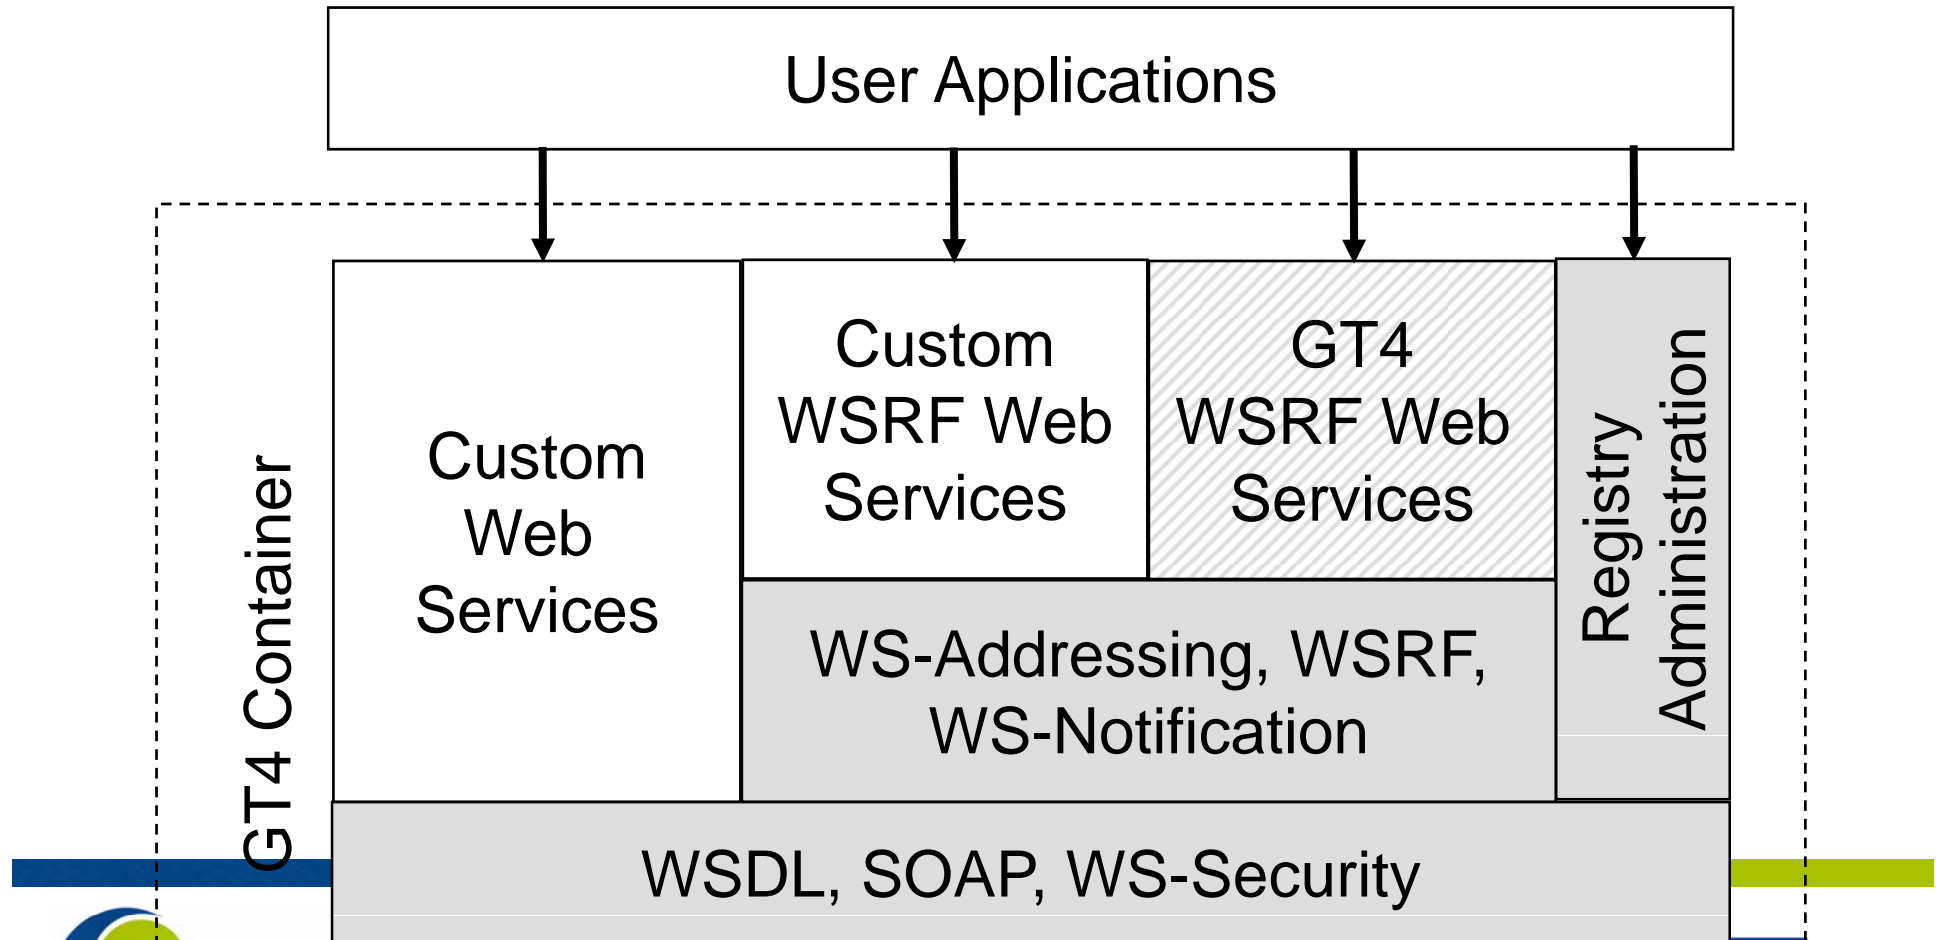 User Applications
GT4 Container
Custom
Web
Services
Custom
WSRF Web
Services
GT4
WSRF Web
Services
Registry
Administration
WS-Addressing, WSRF,
WS-Notification
WSDL, SOAP, WS-Security